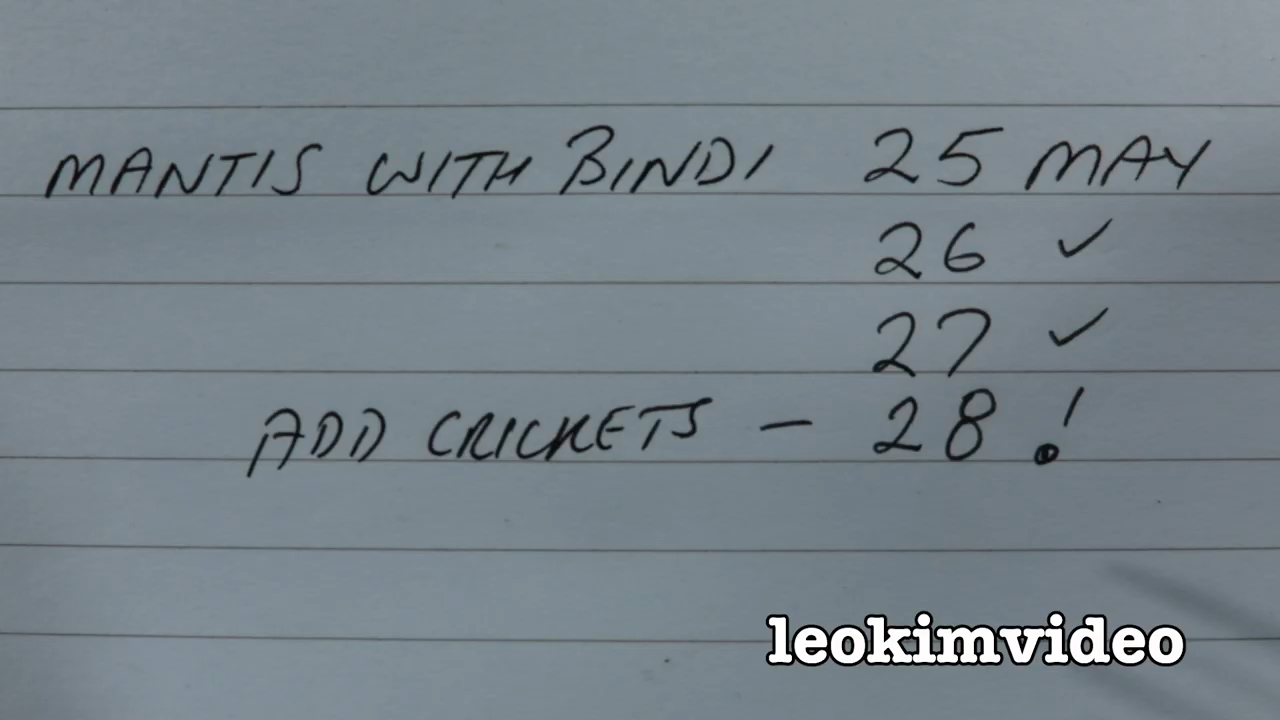 MANTIS WITH BINDI 25 MAY
26 ✓
27 ✓
ADD CRICKETS – 28 !
leokimvideo